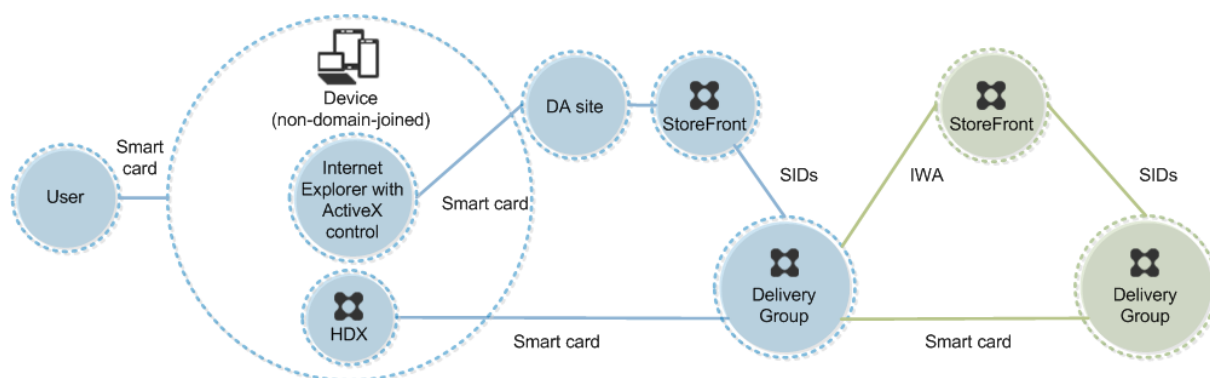 User
Smart
card
Device
(non-domain-joined)
Internet
Explorer with
ActiveX
control
HDX
Smart card
DA site
StoreFront
SIDs
Delivery
Group
Smart card
IWA
StoreFront
SIDs
Delivery
Group
Smart card